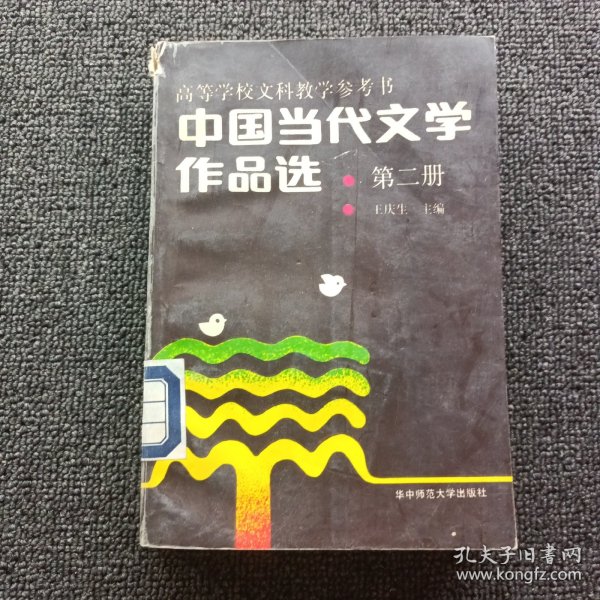 高等学校文科教学参考书
中国当代文学
作品选
第二册
王庆生 主编
华中师范大学出版社
孔夫子旧书网
www.kongfz.com